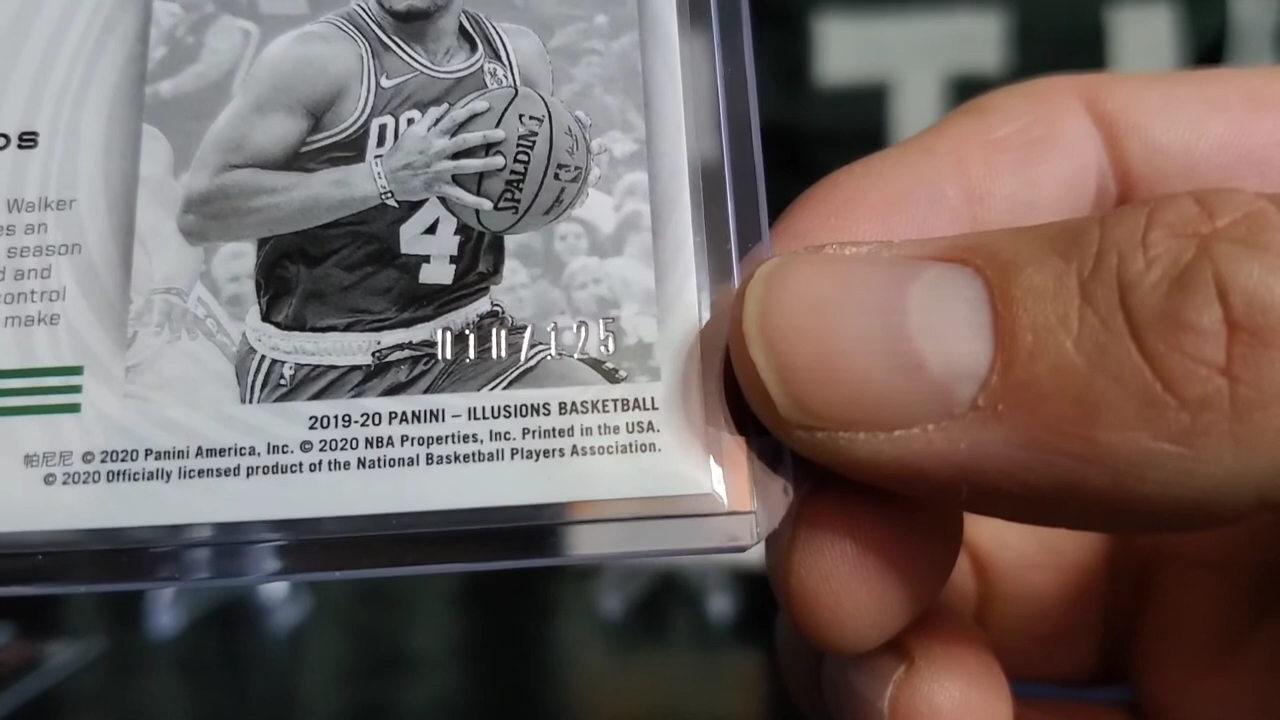 OS
Walker
es an
season
d and
control
make
SPALDING
4
010/125
2019-20 PANINI – ILLUSIONS BASKETBALL
帕尼尼 © 2020 Panini America, Inc. © 2020 NBA Properties, Inc. Printed in the USA.
© 2020 Officially licensed product of the National Basketball Players Association.